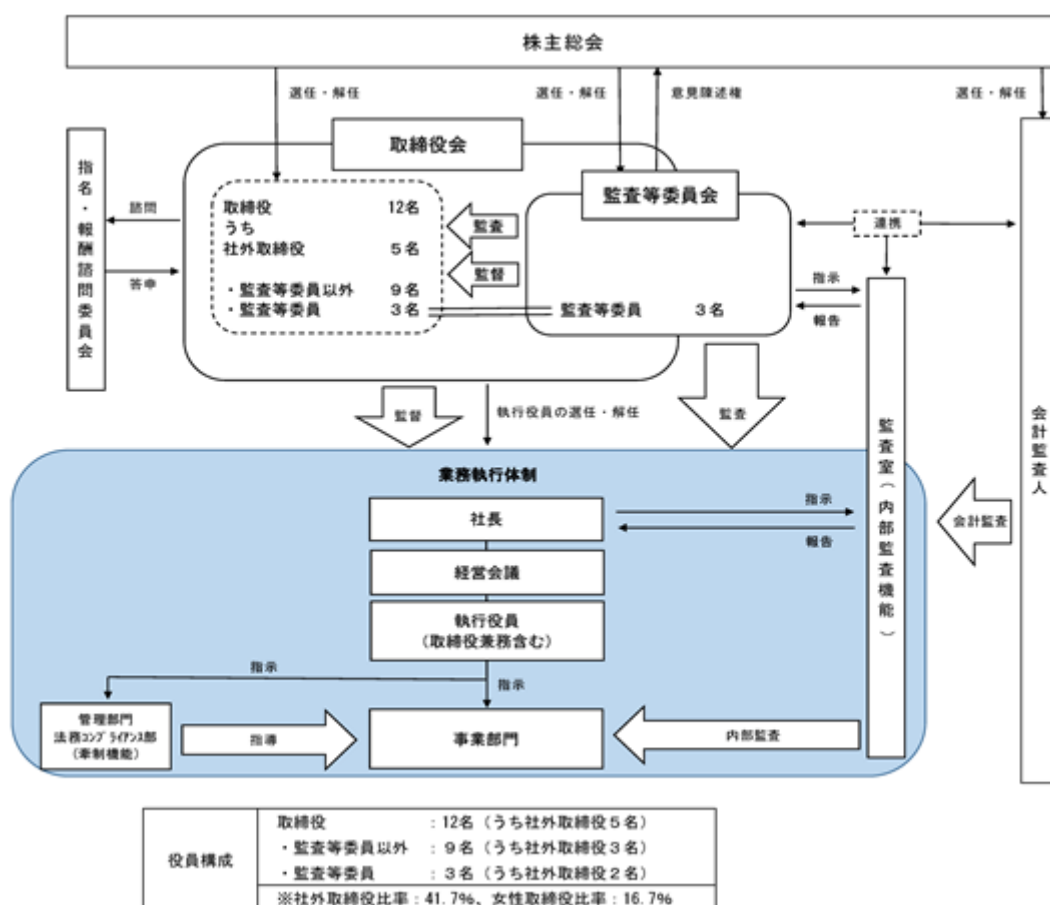 株主総会
選任・解任
選任・解任
意見陳述権
選任・解任
取締役会
監査等委員会
指名・報酬諮問委員会
諮問
答申
取締役 12名
うち
社外取締役 5名
・監査等委員以外 9名
・監査等委員 3名
監査
監督
監査等委員 3名
連携
指示
報告
監督
執行役員の選任・解任
監査
監査室(内部監査機能)
会計監査人
業務執行体制
社長
指示
報告
会計監査
経営会議
執行役員
(取締役兼務含む)
指示
指示
管理部門
法務コンプライアンス部
(牽制機能)
指導
事業部門
内部監査
役員構成
取締役 :12名(うち社外取締役5名)
・監査等委員以外 :9名(うち社外取締役3名)
・監査等委員 :3名(うち社外取締役2名)
※社外取締役比率:41.7%、女性取締役比率:16.7%